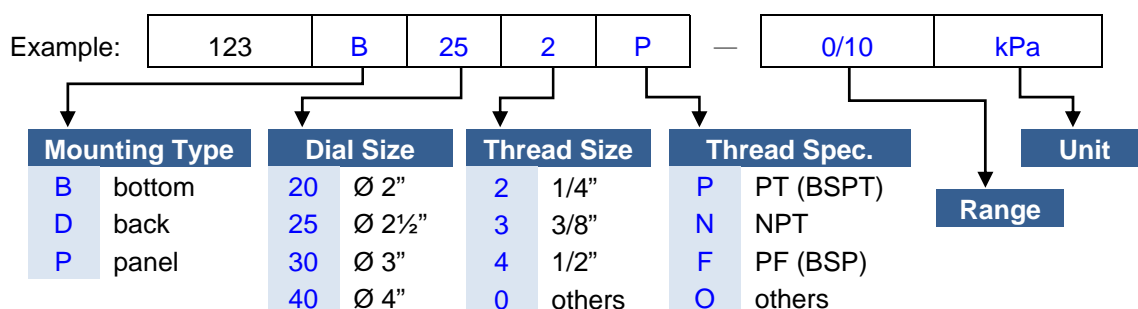 Example: 123 B 25 2 P — 0/10 kPa
Mounting Type Dial Size Thread Size Thread Spec. Unit
B bottom 20 Ø 2” 2 1/4” P PT (BSPT)
Range
D back 25 Ø 2½” 3 3/8” N NPT
P panel 30 Ø 3” 4 1/2” F PF (BSP)
40 Ø 4” 0 others O others